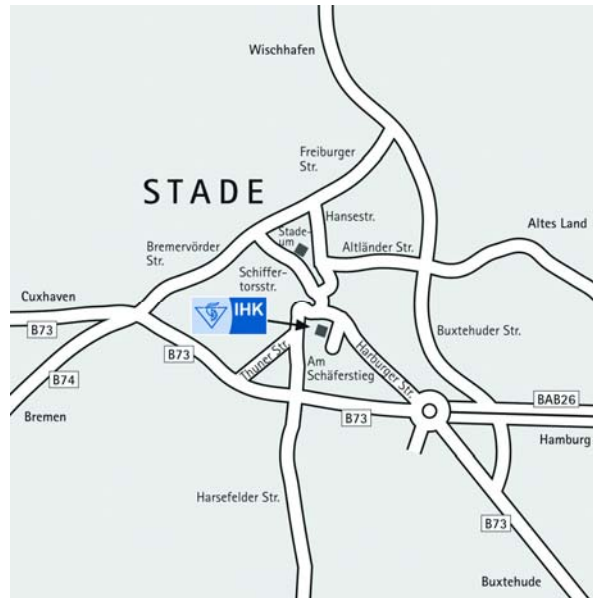 Wischhafen
Freiburger
Str.
STADE
Hansestr.
Stade-
um
Altes Land
Bremervörder
Str.
Altländer Str.
Schiffer-
torsstr.
Cuxhaven
IHK
B73
Buxtehuder Str.
B73
Thuner Str.
Am
Schäferstieg
Harburger Str.
B74
BAB26
Bremen
B73
Hamburg
Harsefelder Str.
B73
Buxtehude